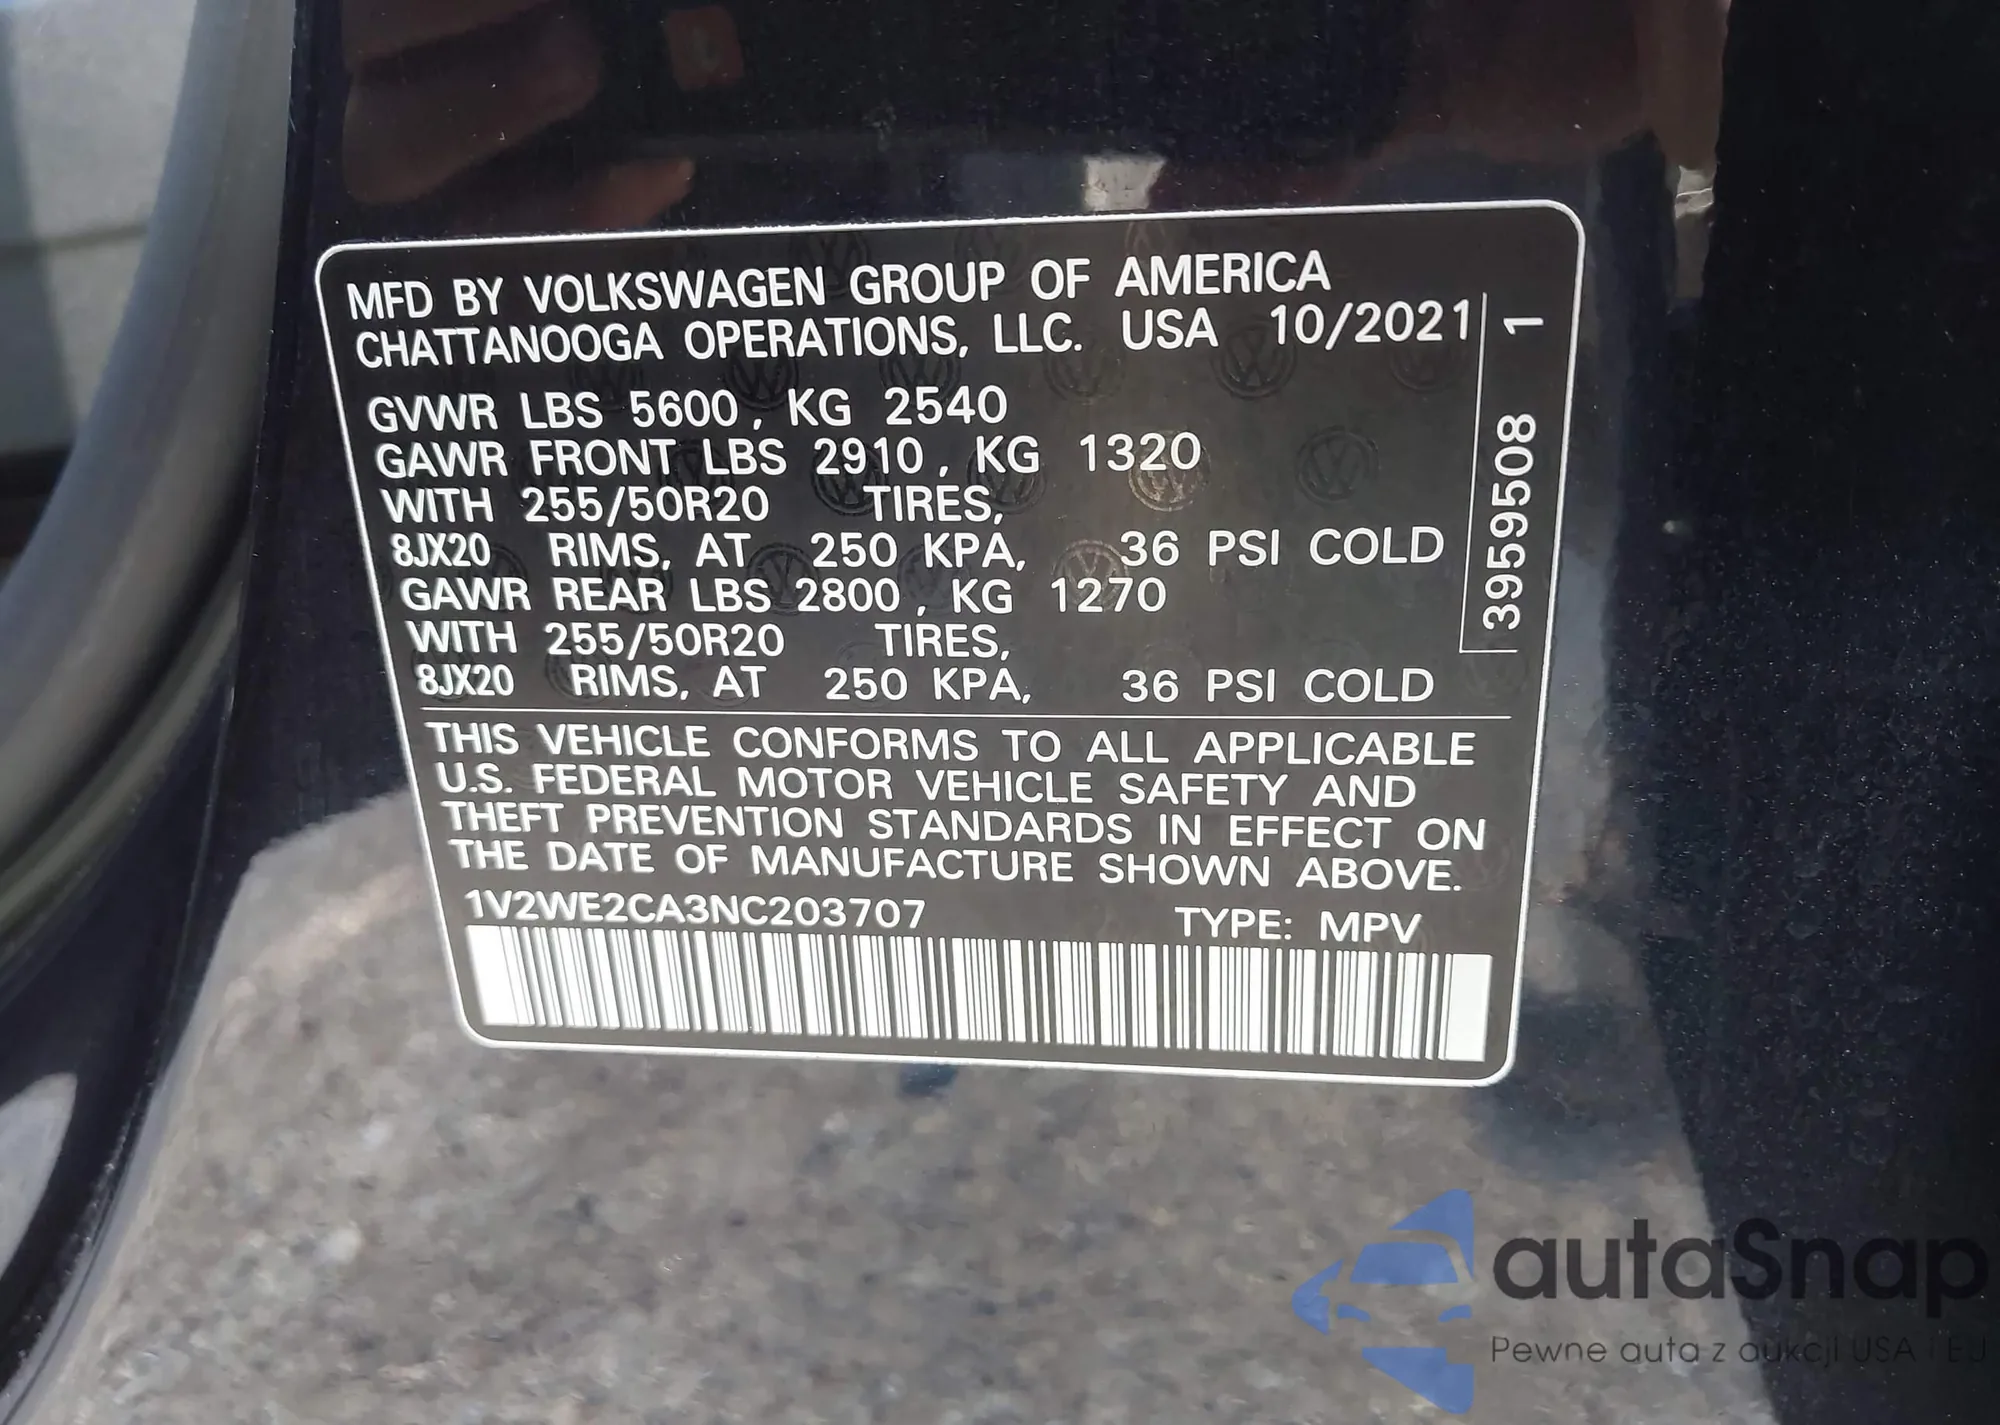 MFD BY VOLKSWAGEN GROUP OF AMERICA
CHATTANOOGA OPERATIONS, LLC. USA 10/2021
GVWR LBS 5600, KG 2540
GAWR FRONT LBS 2910, KG 1320
WITH 255/50R20 TIRES,
8JX20 RIMS, AT 250 KPA, 36 PSI COLD
GAWR REAR LBS 2800, KG 1270
WITH 255/50R20 TIRES,
8JX20 RIMS, AT 250 KPA, 36 PSI COLD
3959508 1
THIS VEHICLE CONFORMS TO ALL APPLICABLE
U.S. FEDERAL MOTOR VEHICLE SAFETY AND
THEFT PREVENTION STANDARDS IN EFFECT ON
THE DATE OF MANUFACTURE SHOWN ABOVE.
1V2WE2CA3NC203707 TYPE: MPV
autaSnap
Pewne auta z aukcji USA i EU